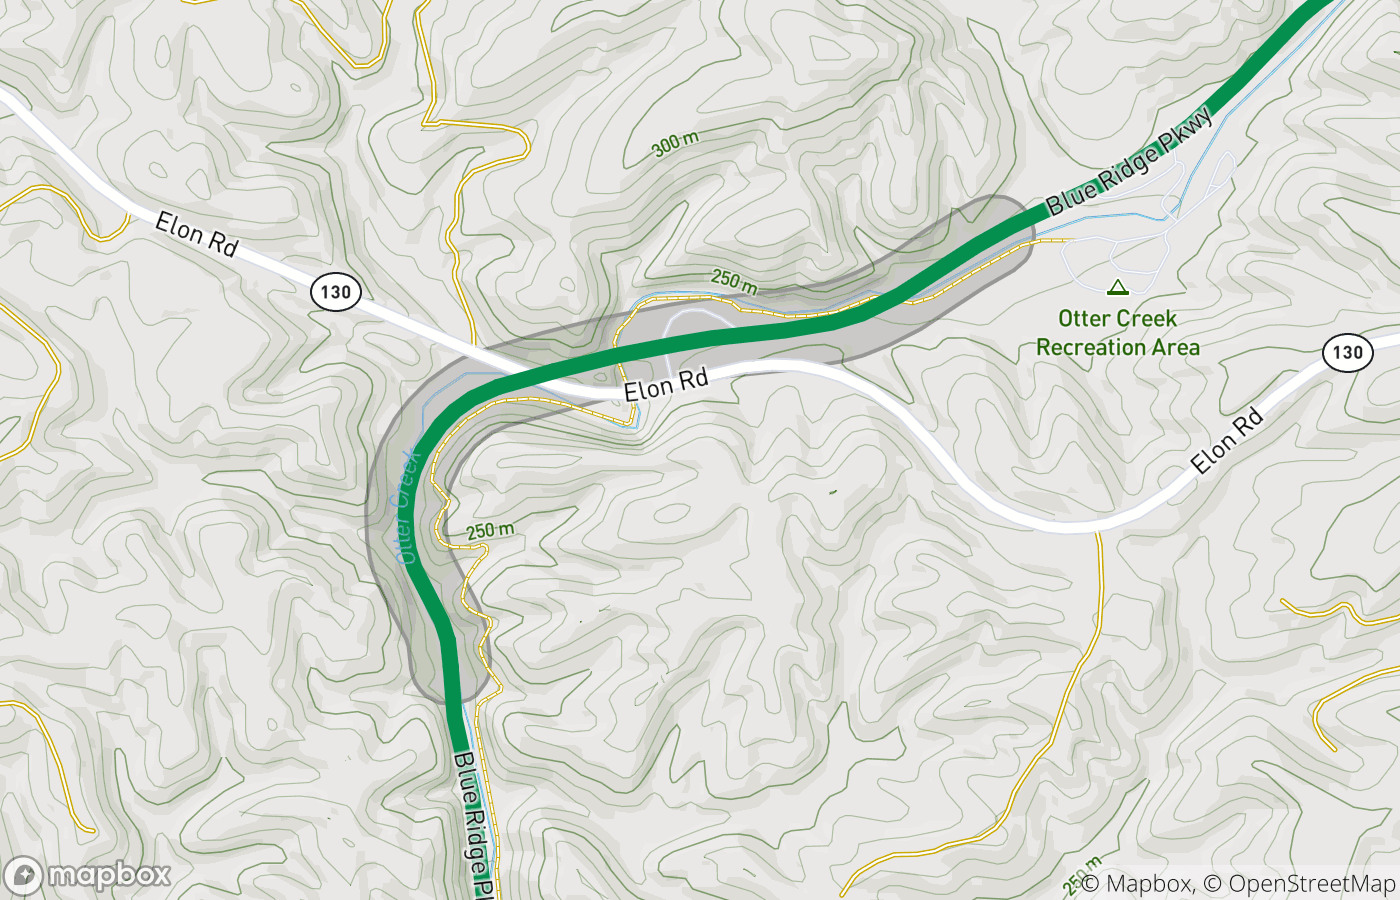 Blue Ridge Pkwy
300 m
Elon Rd
130
250 m
Otter Creek
Recreation Area
130
Elon Rd
Elon Rd
Otter Creek
250 m
Blue Ridge P
250 m
mapbox
© Mapbox, © OpenStreetMap